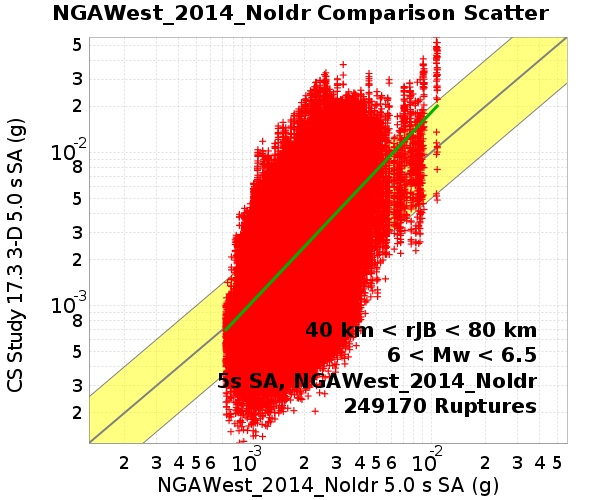 NGAWest_2014_NoIdr Comparison Scatter
CS Study 17.3 3-D 5.0 s SA (g)
5
3
2
10-2
8
5
3
2
10-3
8
5
3
2
40 km < rJB < 80 km
6 < Mw < 6.5
5s SA, NGAWest_2014_NoIdr
249170 Ruptures
2 3 4 5 6 10-3 2 3 4 5 6 10-2 2 3 4 5
NGAWest_2014_NoIdr 5.0 s SA (g)